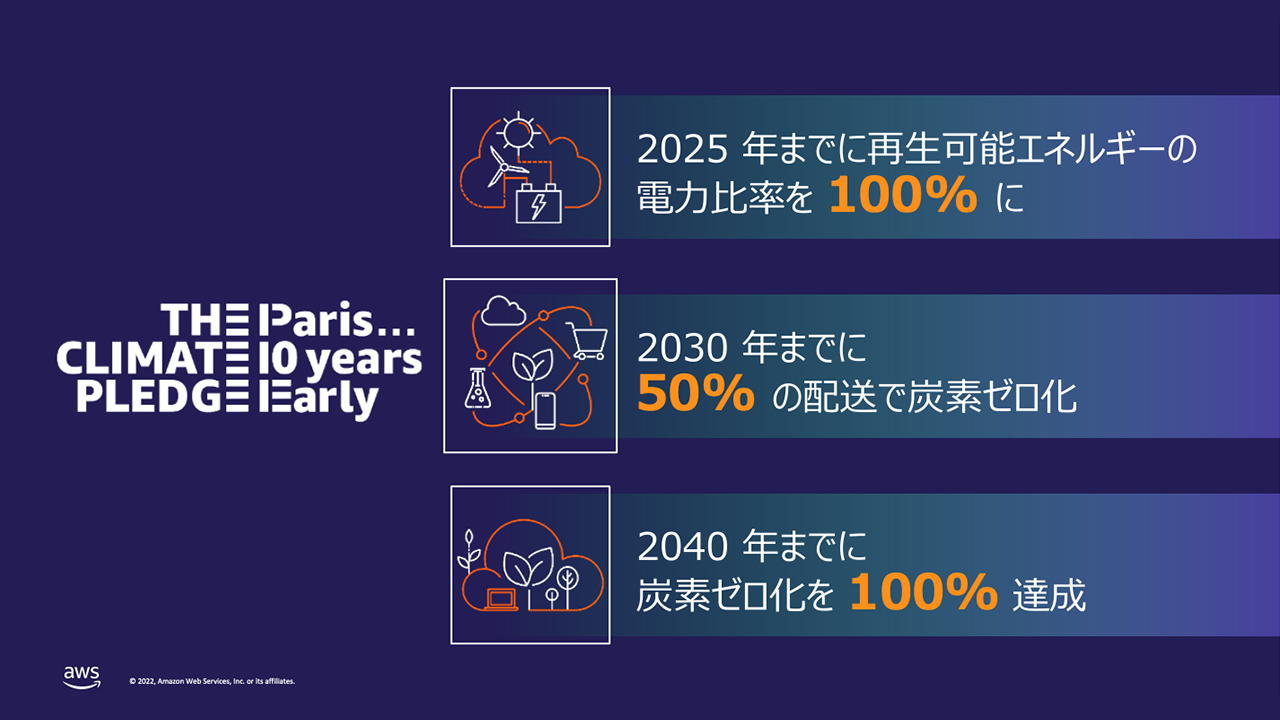 THE Paris...
CLIMATE 10 years
PLEDGE Early
2025 年までに再生可能エネルギーの
電力比率を 100% に
2030 年までに
50% の配送で炭素ゼロ化
2040 年までに
炭素ゼロ化を 100% 達成
aws
© 2022, Amazon Web Services, Inc. or its affiliates.